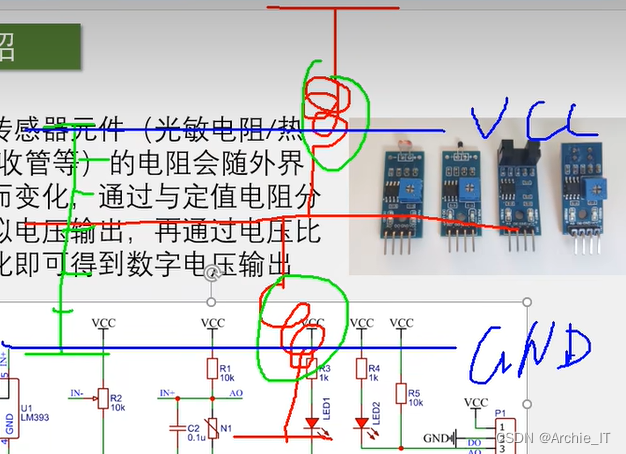 绍
传感器元件（光敏电阻/热
收管等）的电阻会随外界
而变化，通过与定值电阻分
拟电压输出，再通过电压比
化即可得到数字电压输出
VCC
GND
VCC VCC VCC VCC VCC
IN+
U1
LM393
GND
IN-
R2
10k
R1
10k
IN+
AO
C2
0.1u
N1
R3
1k
LED1
R4
1k
LED2
R5
10k
VCC
P1
GND
1
2
3
DO
AO
CSDN @Archie_IT